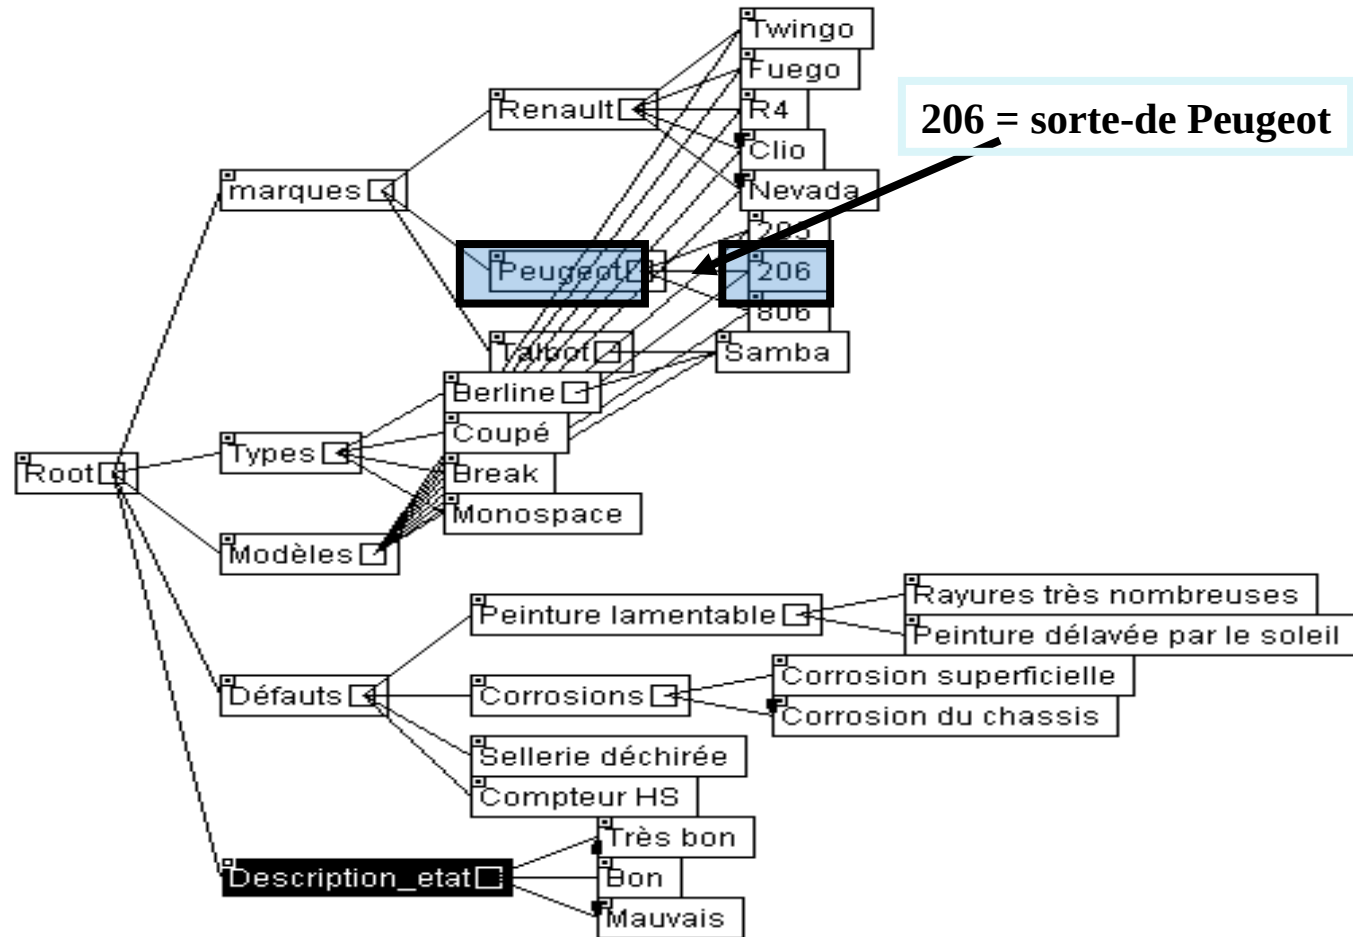 Twingo
Fuego
Renault
R4
206 = sorte-de Peugeot
Clio
marques
Nevada
Peugeot
206
806
Talbot
Samba
Berline
Coupé
Types
Root
Break
Monospace
Modèles
Rayures très nombreuses
Peinture lamentable
Peinture délavée par le soleil
Corrosion superficielle
Défauts
Corrosions
Corrosion du chassis
Sellerie déchirée
Compteur HS
Très bon
Description_etat
Bon
Mauvais